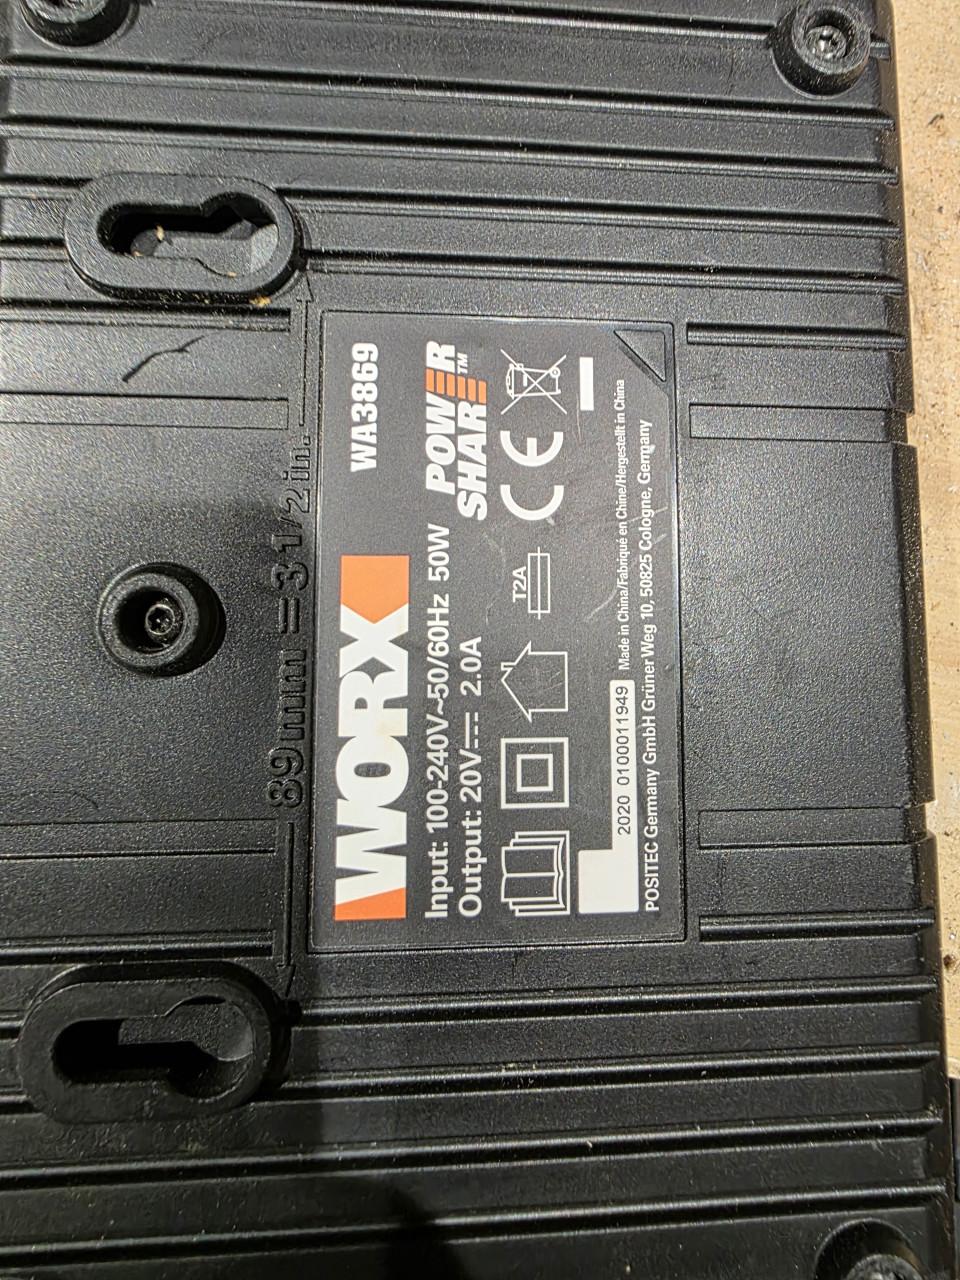 89mm = 3 1/2 in.
WORX
WA3869
Input: 100-240V~50/60Hz 50W
Output: 20V⎓ 2.0A
POWER
SHARE™
T2A
CE
2020 0100011949
Made in China/Fabriqué en Chine/Hergestellt in China
POSITEC Germany GmbH Grüner Weg 10, 50825 Cologne, Germany